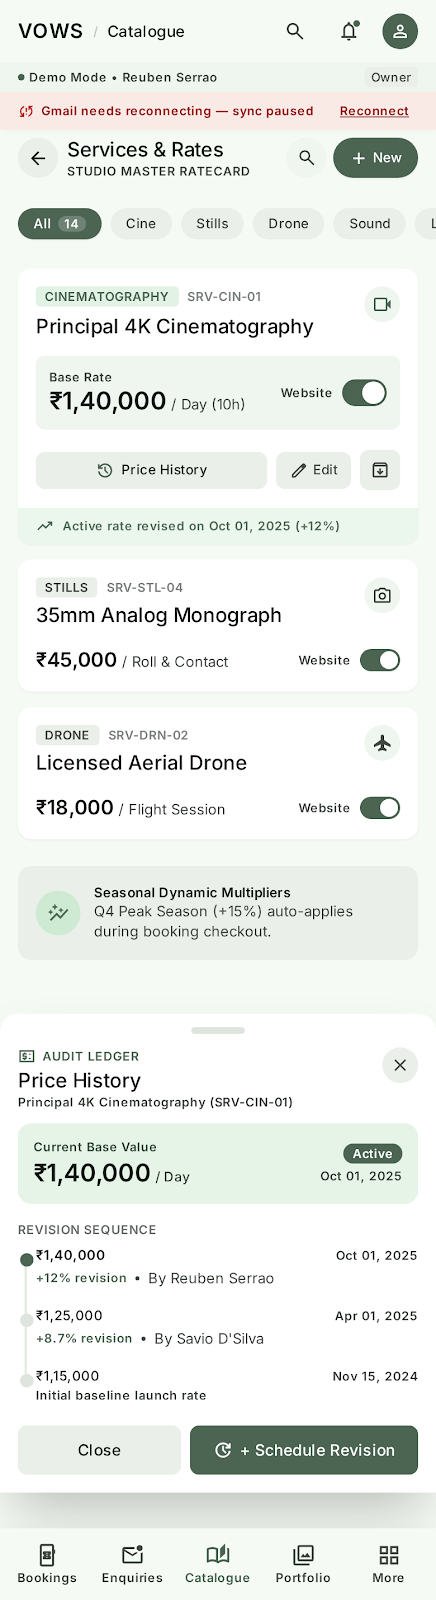 VOWS / Catalogue
Demo Mode • Reuben Serrao Owner
Gmail needs reconnecting — sync paused Reconnect
Services & Rates
STUDIO MASTER RATECARD
+ New
All 14 Cine Stills Drone Sound
CINEMATOGRAPHY SRV-CIN-01
Principal 4K Cinematography
Base Rate
₹1,40,000 / Day (10h)
Website
Price History Edit
Active rate revised on Oct 01, 2025 (+12%)
STILLS SRV-STL-04
35mm Analog Monograph
₹45,000 / Roll & Contact Website
DRONE SRV-DRN-02
Licensed Aerial Drone
₹18,000 / Flight Session Website
Seasonal Dynamic Multipliers
Q4 Peak Season (+15%) auto-applies
during booking checkout.
AUDIT LEDGER
Price History
Principal 4K Cinematography (SRV-CIN-01)
Current Base Value
₹1,40,000 / Day
Active
Oct 01, 2025
REVISION SEQUENCE
₹1,40,000 Oct 01, 2025
+12% revision • By Reuben Serrao
₹1,25,000 Apr 01, 2025
+8.7% revision • By Savio D'Silva
₹1,15,000 Nov 15, 2024
Initial baseline launch rate
Close + Schedule Revision
Bookings Enquiries Catalogue Portfolio More